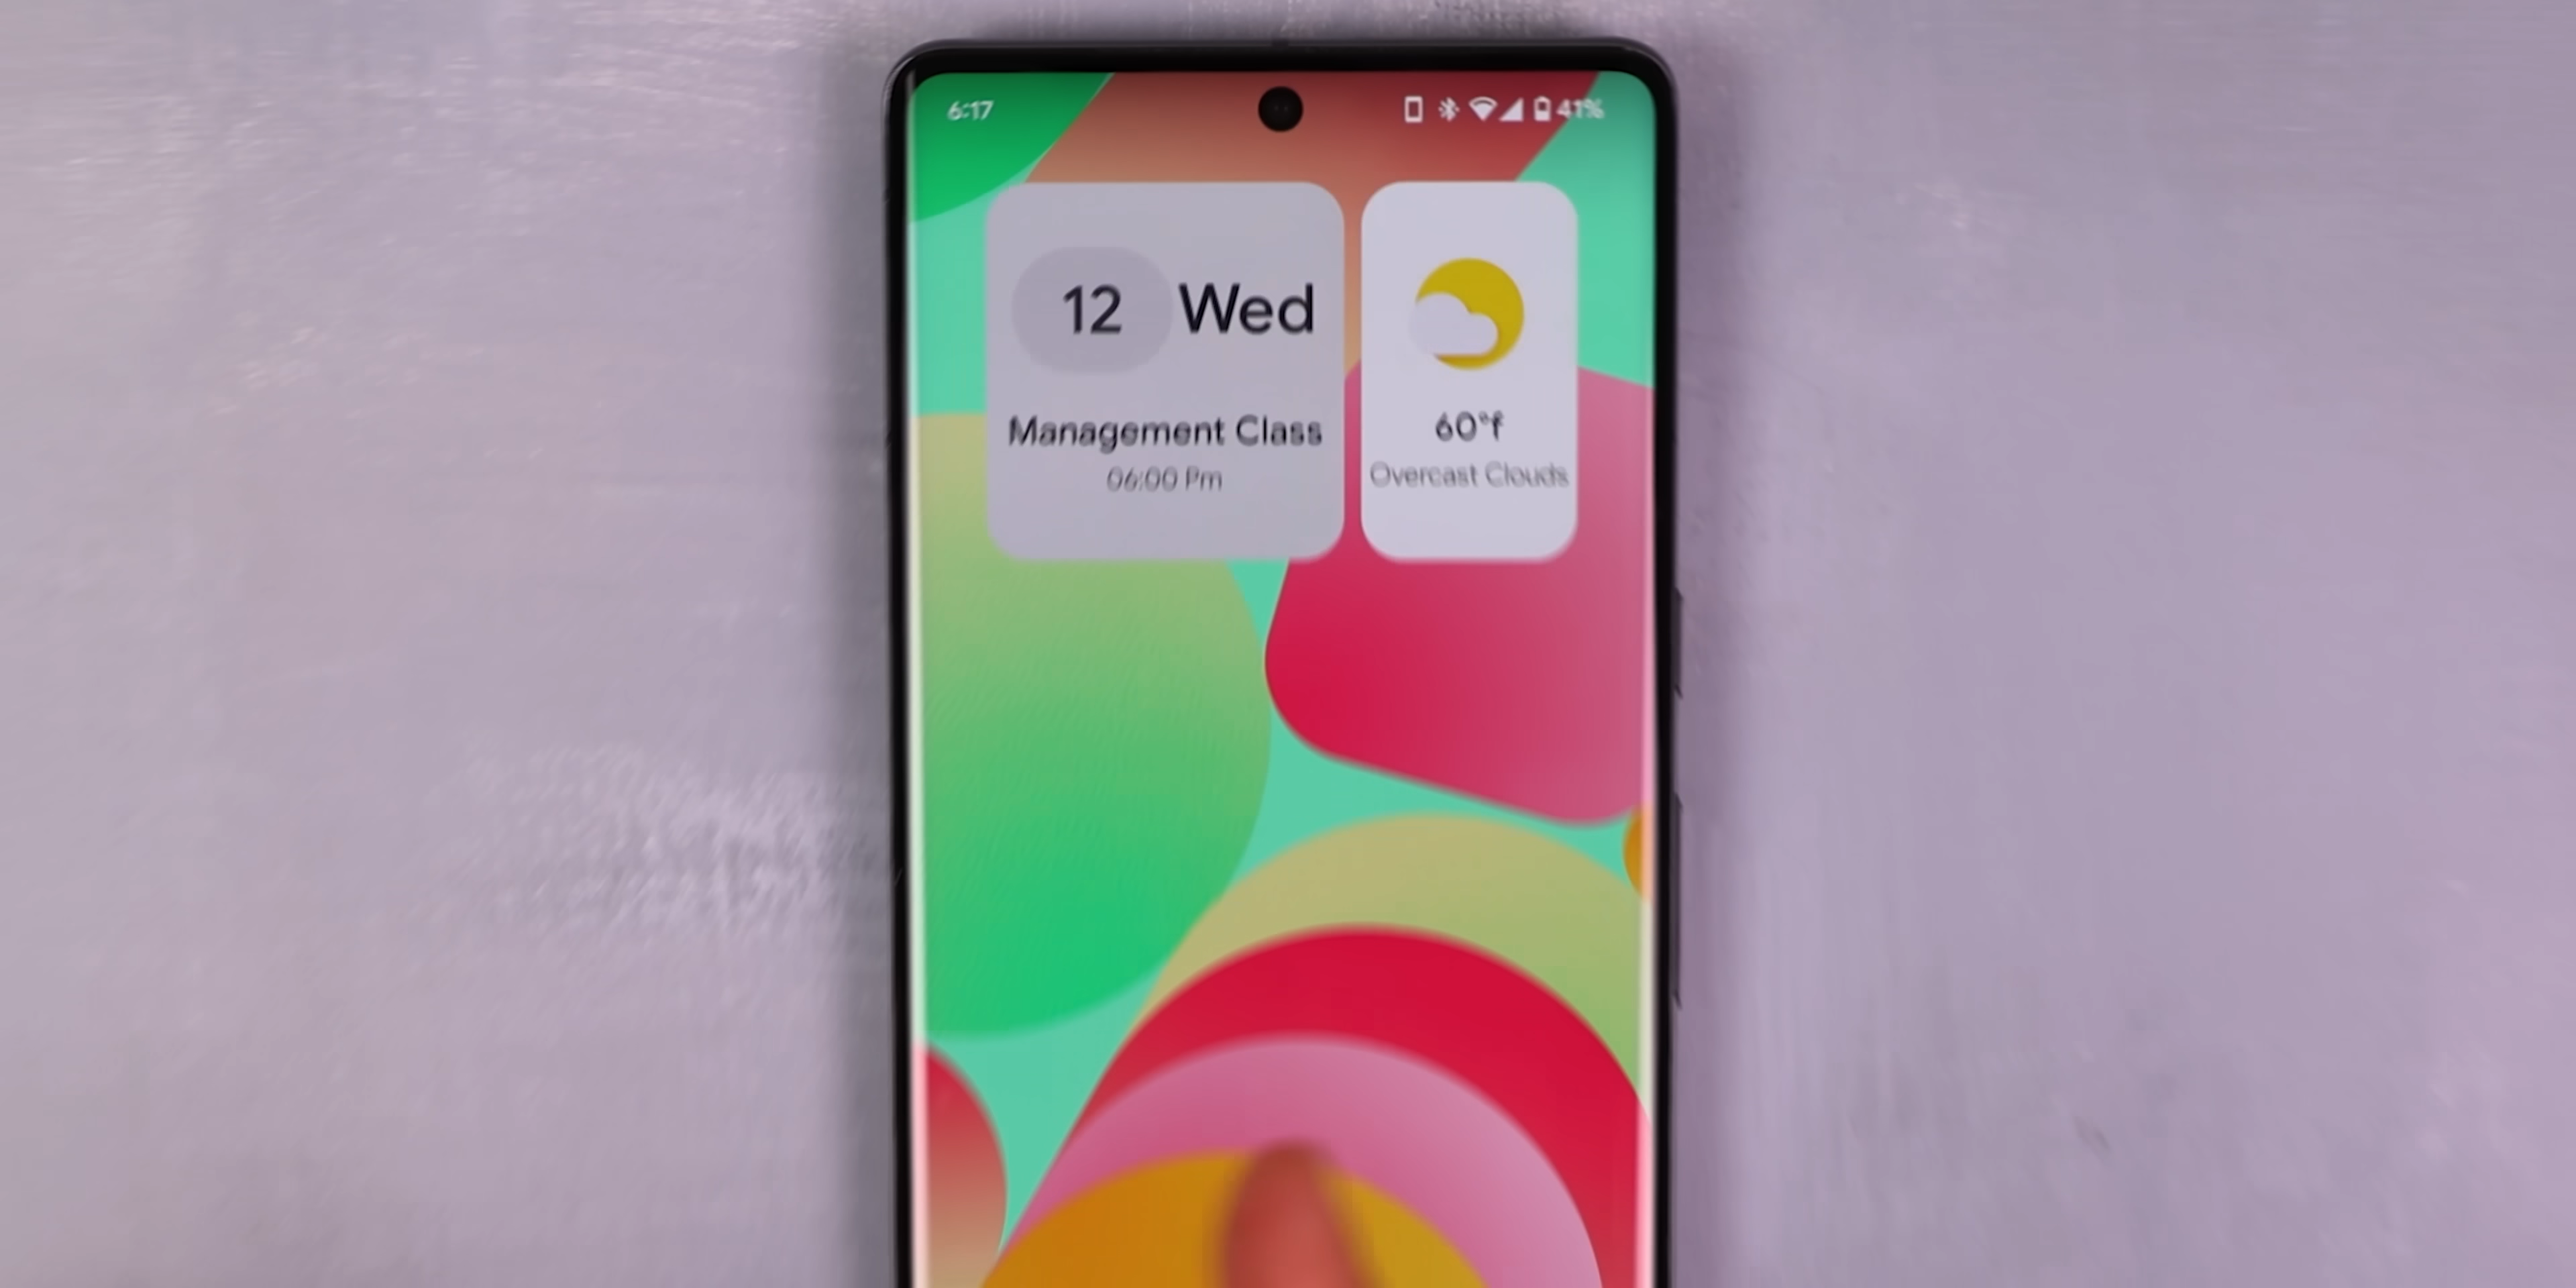 6:17
41%
12 Wed
Management Class
06:00 Pm
60°f
Overcast Clouds